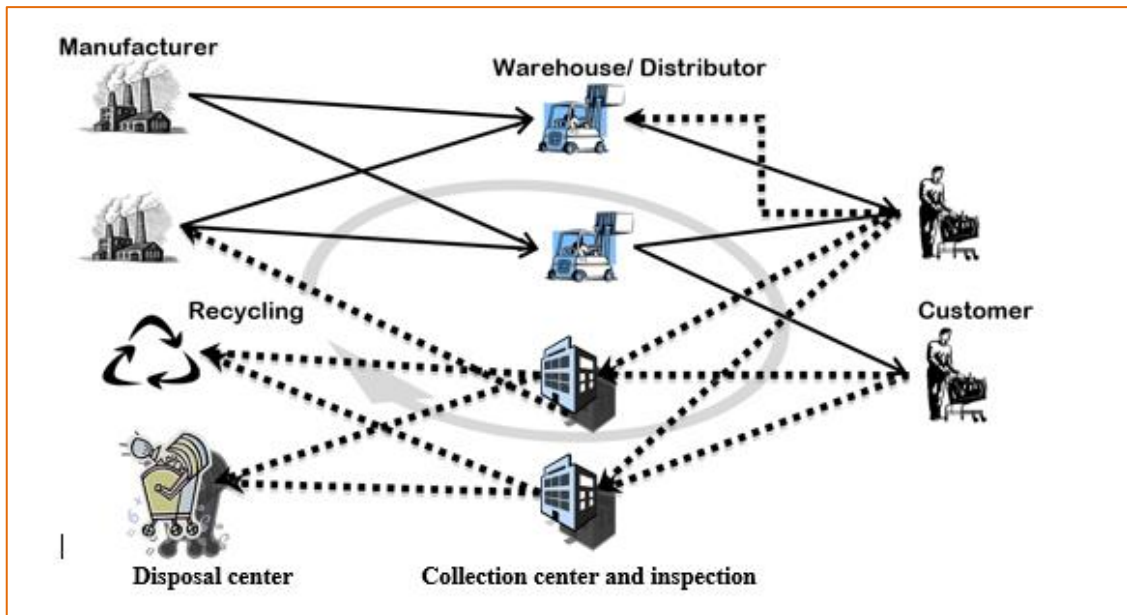 Manufacturer
Warehouse/ Distributor
Recycling
Customer
Disposal center
Collection center and inspection